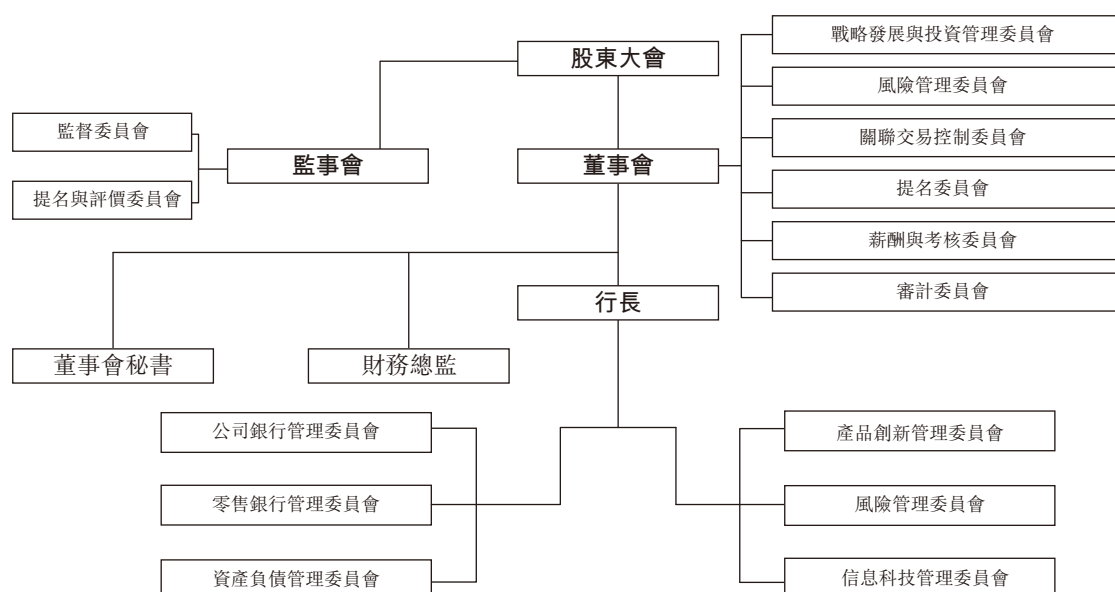 戰略發展與投資管理委員會
股東大會
風險管理委員會
監督委員會
關聯交易控制委員會
監事會
董事會
提名與評價委員會
提名委員會
薪酬與考核委員會
行長
審計委員會
董事會秘書
財務總監
公司銀行管理委員會
產品創新管理委員會
零售銀行管理委員會
風險管理委員會
資產負債管理委員會
信息科技管理委員會